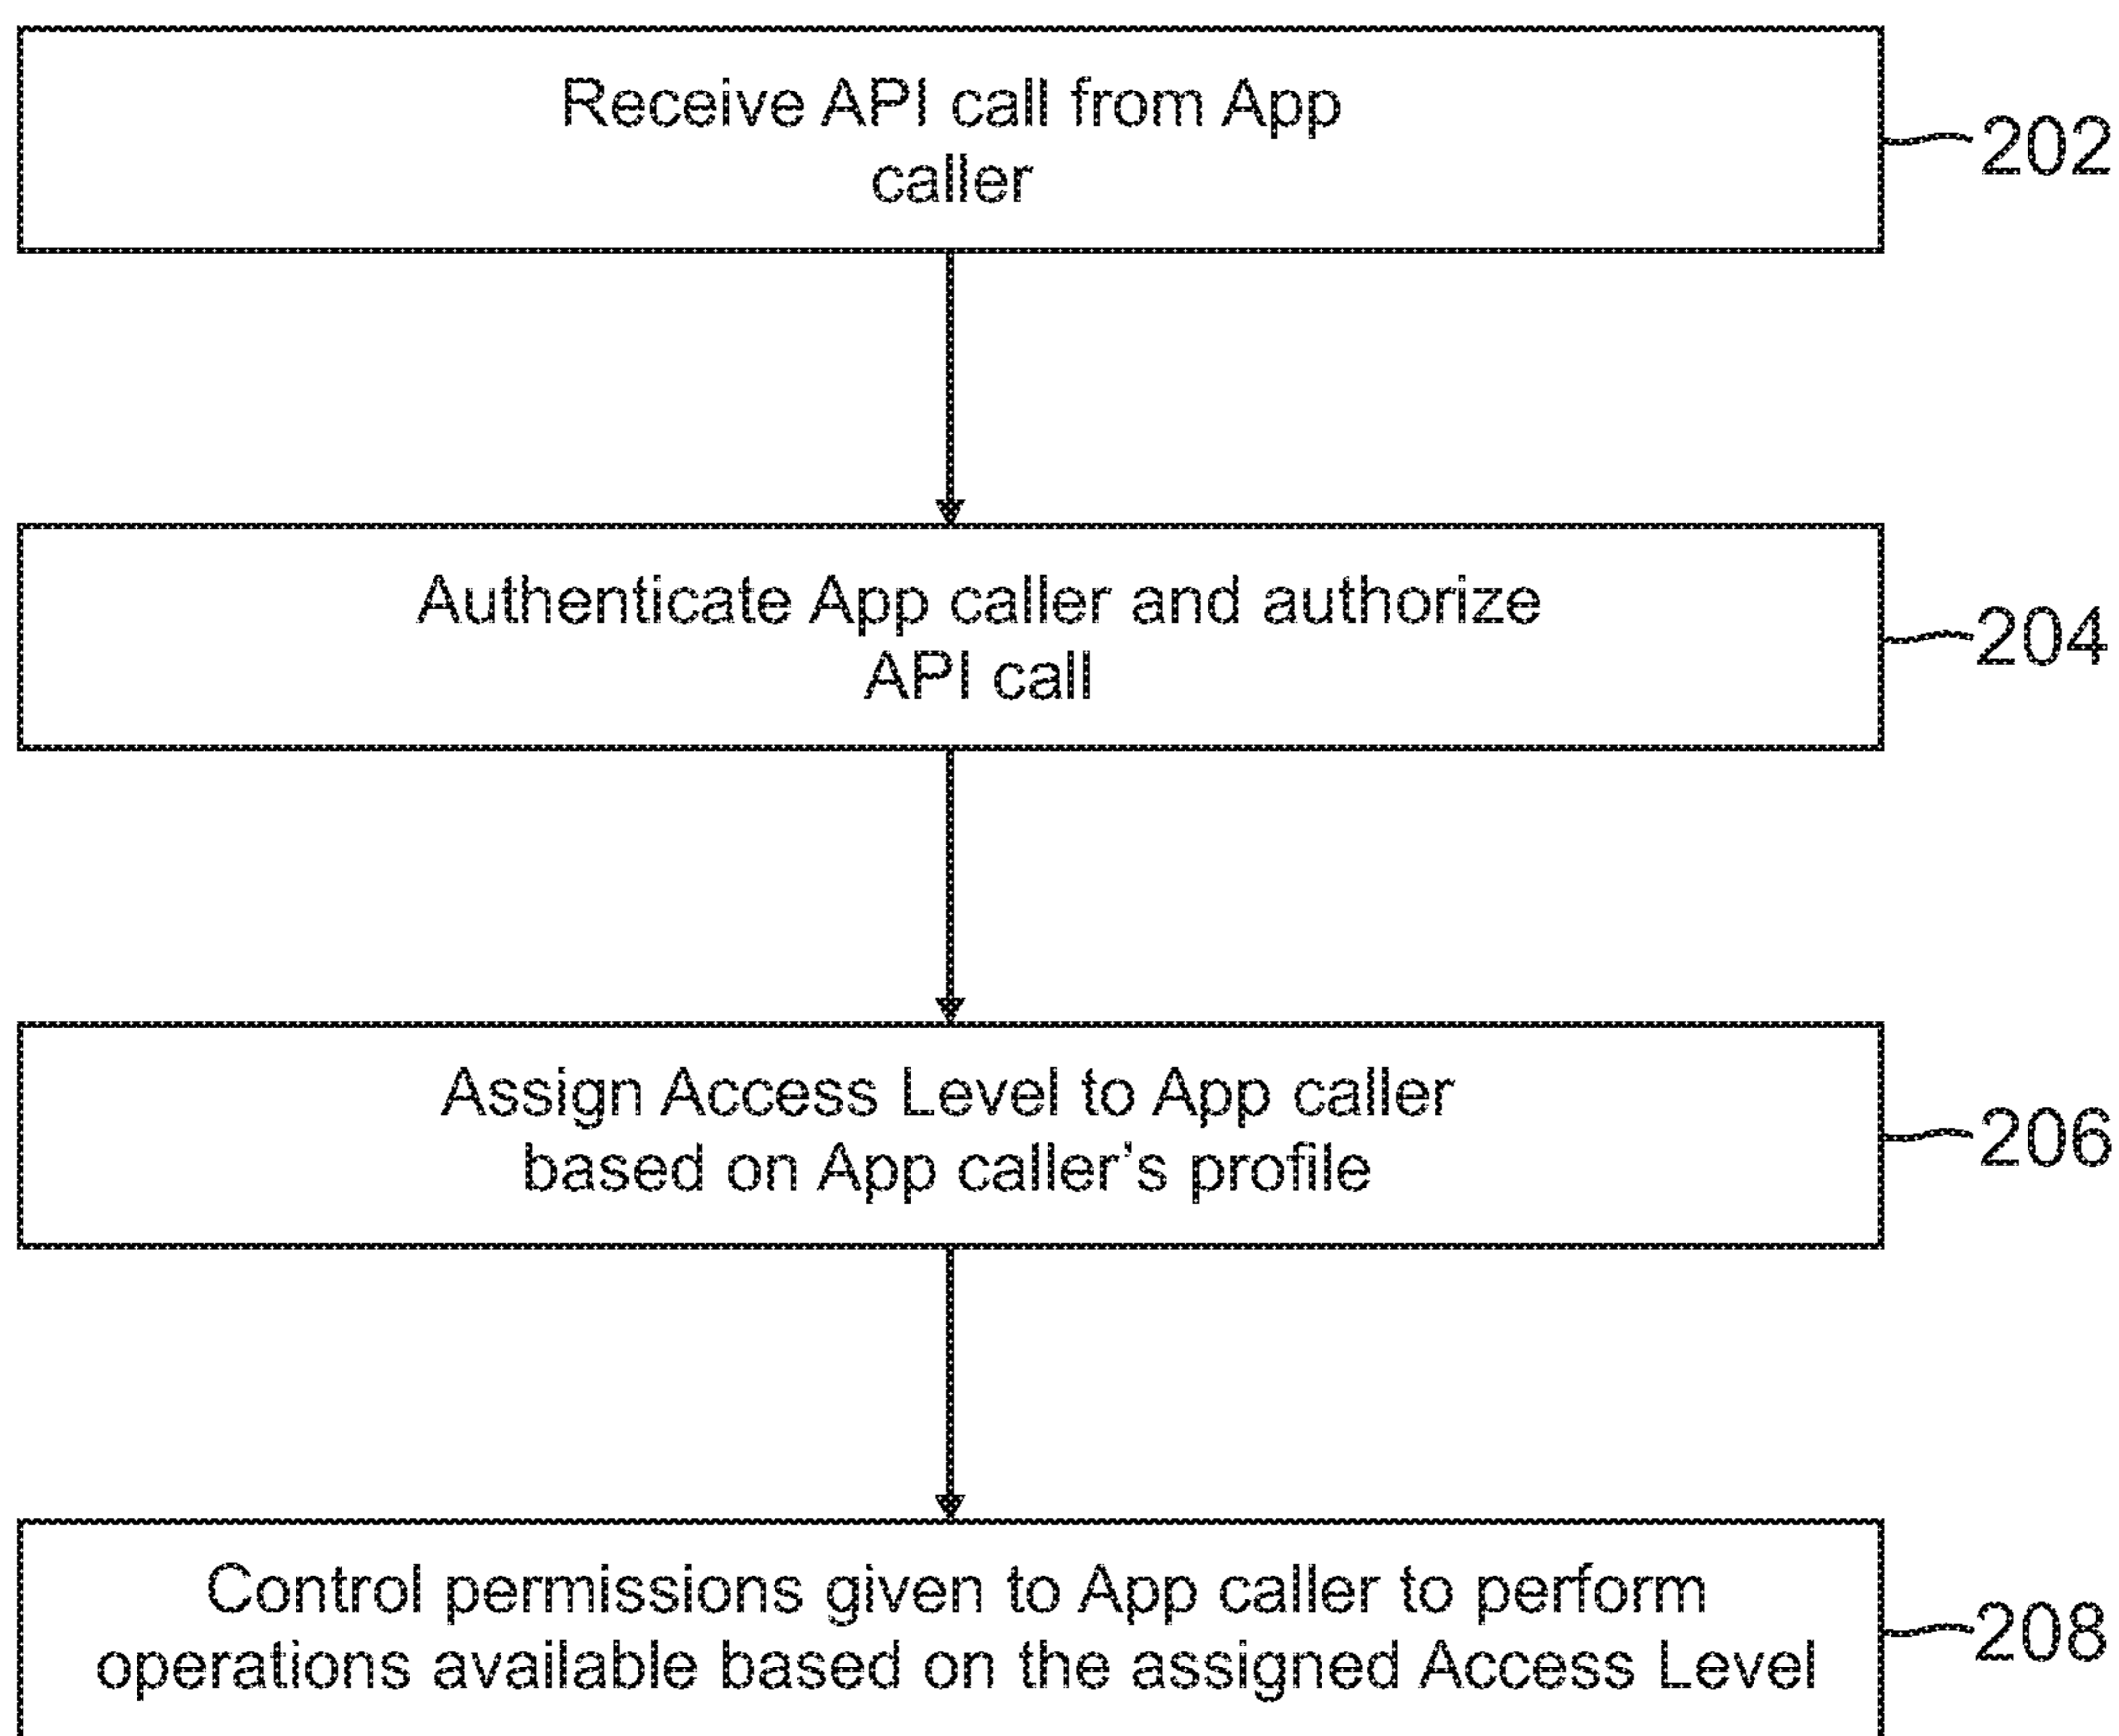 Receive API call from App
caller
202
Authenticate App caller and authorize
API call
204
Assign Access Level to App caller
based on App caller's profile
206
Control permissions given to App caller to perform
operations available based on the assigned Access Level
208